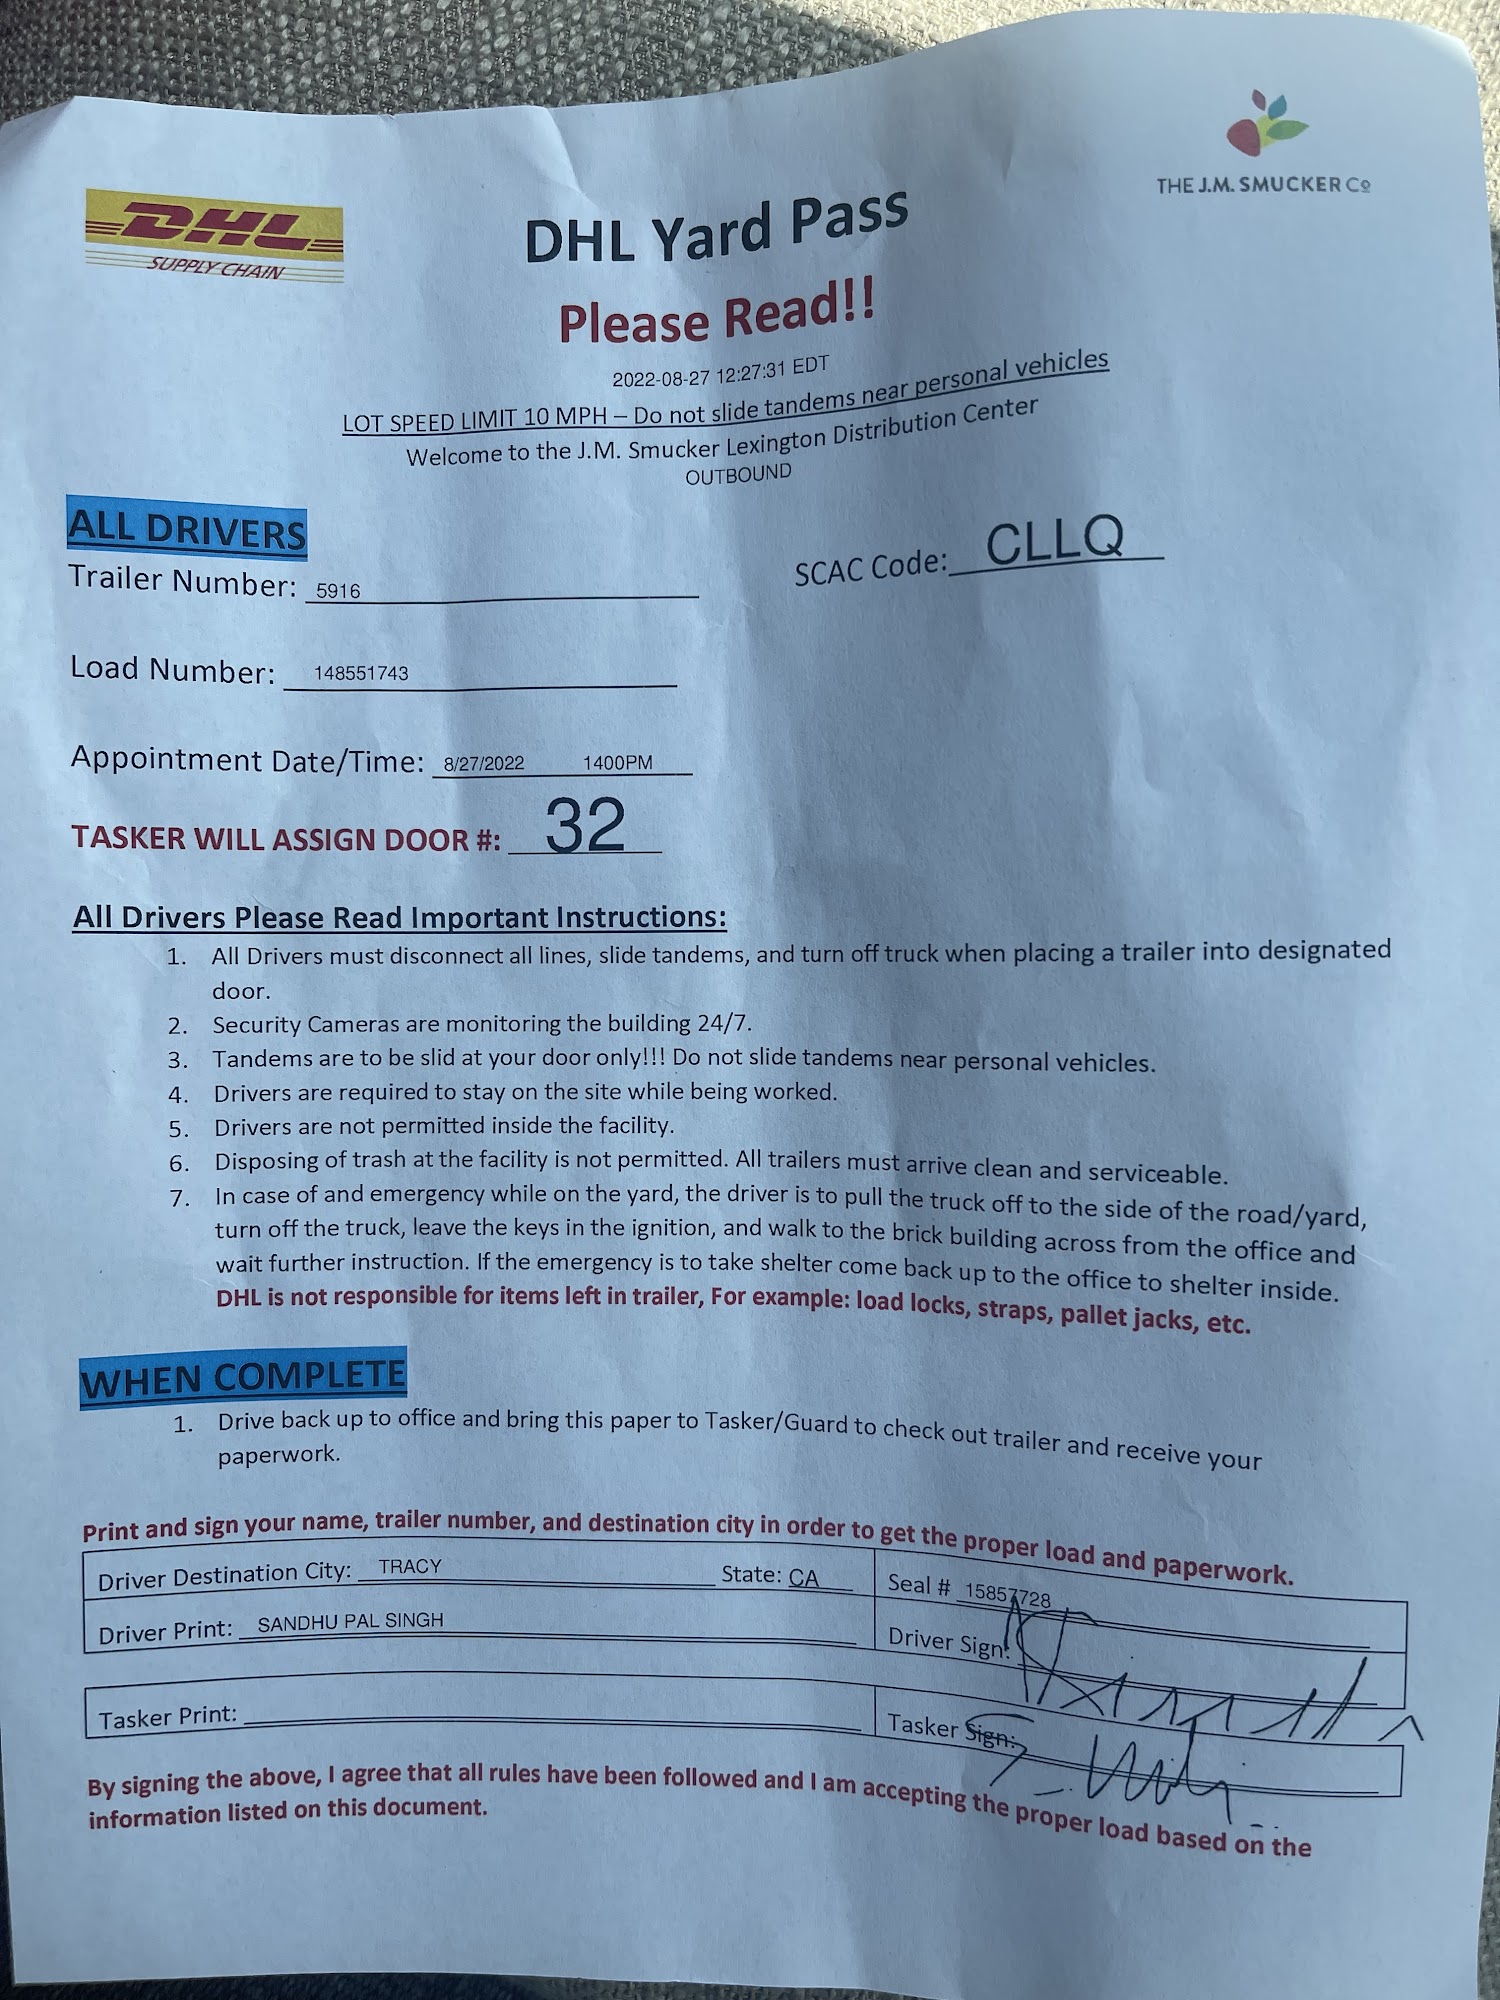 DHL
SUPPLY CHAIN
THE J.M. SMUCKER Co
DHL Yard Pass
Please Read!!
2022-08-27 12:27:31 EDT
LOT SPEED LIMIT 10 MPH – Do not slide tandems near personal vehicles
Welcome to the J.M. Smucker Lexington Distribution Center
OUTBOUND
ALL DRIVERS
SCAC Code: CLLQ
Trailer Number: 5916
Load Number: 148551743
Appointment Date/Time: 8/27/2022 1400PM
TASKER WILL ASSIGN DOOR #: 32
All Drivers Please Read Important Instructions:
1. All Drivers must disconnect all lines, slide tandems, and turn off truck when placing a trailer into designated
door.
2. Security Cameras are monitoring the building 24/7.
3. Tandems are to be slid at your door only!!! Do not slide tandems near personal vehicles.
4. Drivers are required to stay on the site while being worked.
5. Drivers are not permitted inside the facility.
6. Disposing of trash at the facility is not permitted. All trailers must arrive clean and serviceable.
7. In case of and emergency while on the yard, the driver is to pull the truck off to the side of the road/yard,
turn off the truck, leave the keys in the ignition, and walk to the brick building across from the office and
wait further instruction. If the emergency is to take shelter come back up to the office to shelter inside.
DHL is not responsible for items left in trailer, For example: load locks, straps, pallet jacks, etc.
WHEN COMPLETE
1. Drive back up to office and bring this paper to Tasker/Guard to check out trailer and receive your
paperwork.
Print and sign your name, trailer number, and destination city in order to get the proper load and paperwork.
Driver Destination City: TRACY State: CA Seal # 15857728
Driver Print: SANDHU PAL SINGH Driver Sign:
Tasker Print: Tasker Sign:
By signing the above, I agree that all rules have been followed and I am accepting the proper load based on the
information listed on this document.